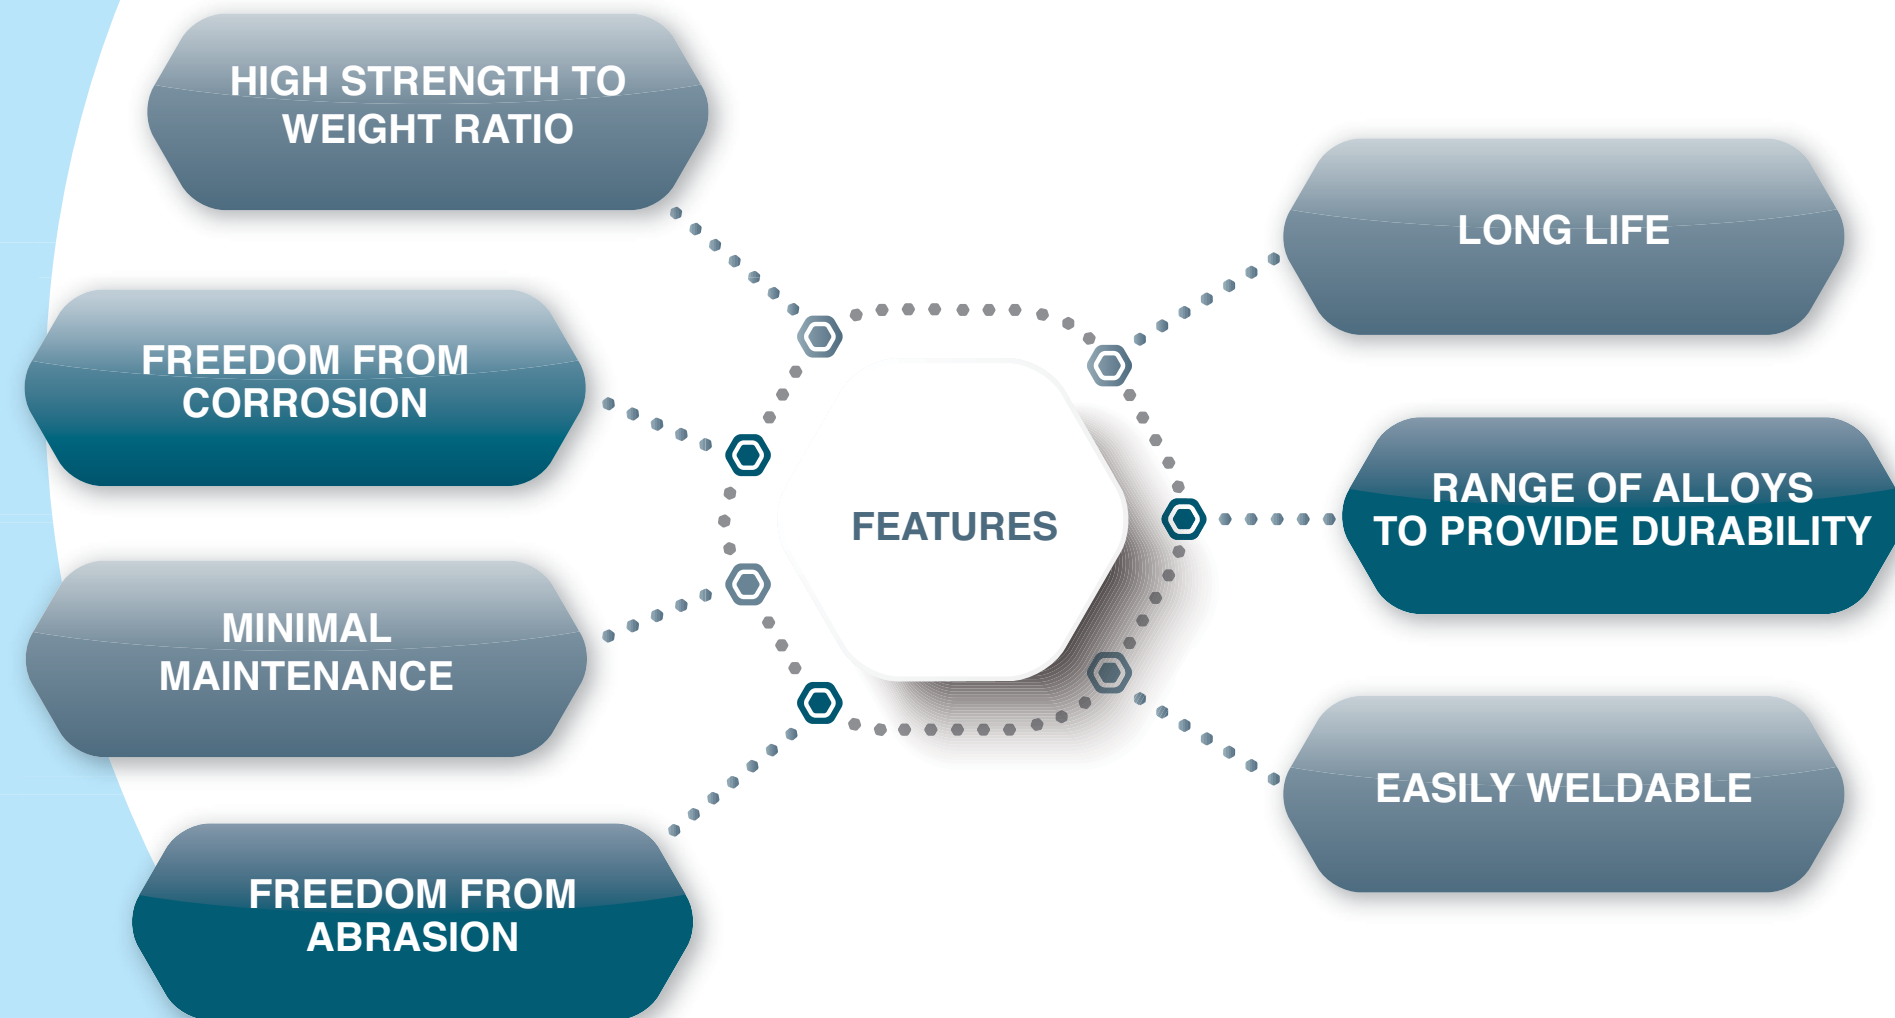 HIGH STRENGTH TO
WEIGHT RATIO
FREEDOM FROM
CORROSION
MINIMAL
MAINTENANCE
FREEDOM FROM
ABRASION
FEATURES
LONG LIFE
RANGE OF ALLOYS
TO PROVIDE DURABILITY
EASILY WELDABLE